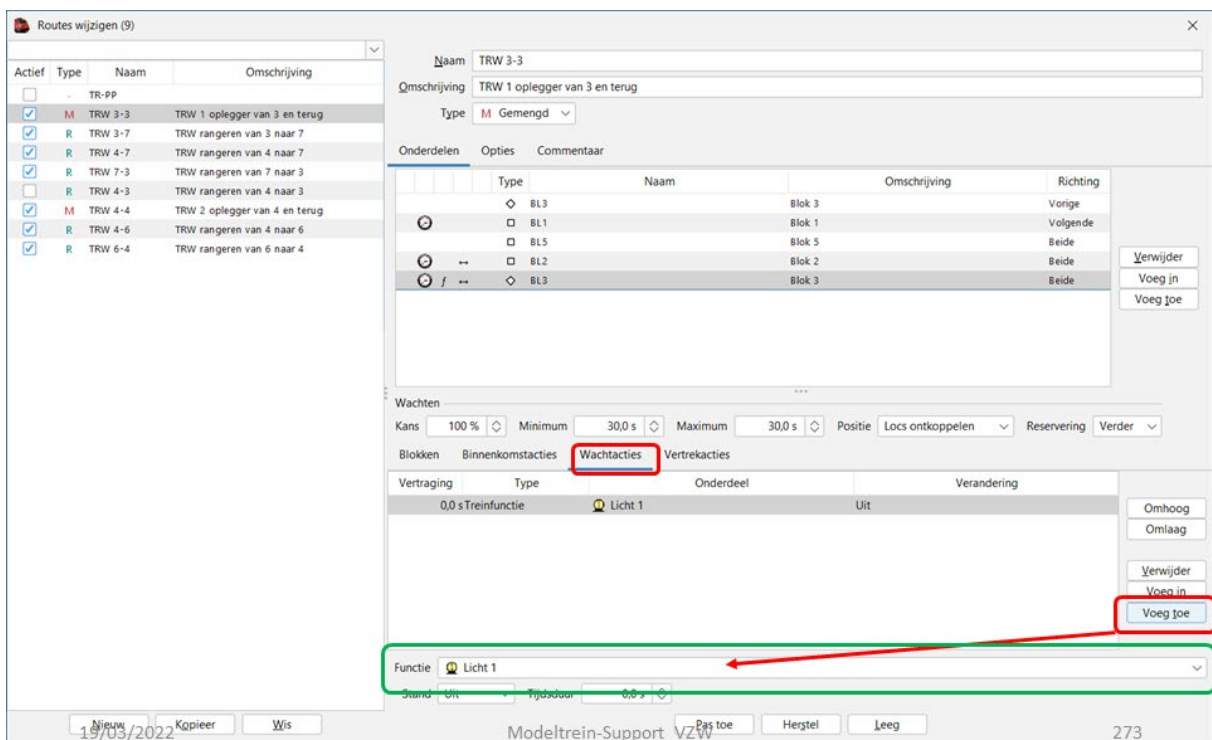 Routes wijzigen (9)
Actief Type Naam Omschrijving
- TR-PP
M TRW 3-3 TRW 1 oplegger van 3 en terug
R TRW 3-7 TRW rangeren van 3 naar 7
R TRW 4-7 TRW rangeren van 4 naar 7
R TRW 7-3 TRW rangeren van 7 naar 3
R TRW 4-3 TRW rangeren van 4 naar 3
M TRW 4-4 TRW 2 oplegger van 4 en terug
R TRW 4-6 TRW rangeren van 4 naar 6
R TRW 6-4 TRW rangeren van 6 naar 4
Naam TRW 3-3
Omschrijving TRW 1 oplegger van 3 en terug
Type M Gemengd
Onderdelen Opties Commentaar
Type Naam Omschrijving Richting
BL3 Blok 3 Vorige
BL1 Blok 1 Volgende
BL5 Blok 5 Beide
BL2 Blok 2 Beide
f BL3 Blok 3 Beide
Verwijder
Voeg in
Voeg toe
Wachten
Kans 100 % Minimum 30,0 s Maximum 30,0 s Positie Locs ontkoppelen Reservering Verder
Blokken Binnenkomstacties Wachtacties Vertrekacties
Vertraging Type Onderdeel Verandering
0,0 s Treinfunctie Licht 1 Uit
Omhoog
Omlaag
Verwijder
Voeg in
Voeg toe
Functie Licht 1
Stand Uit Tijdsduur 0,0 s
Nieuw Kopieer Wis Pas toe Herstel Leeg
19/03/2022 Modeltrein-Support VZW 273